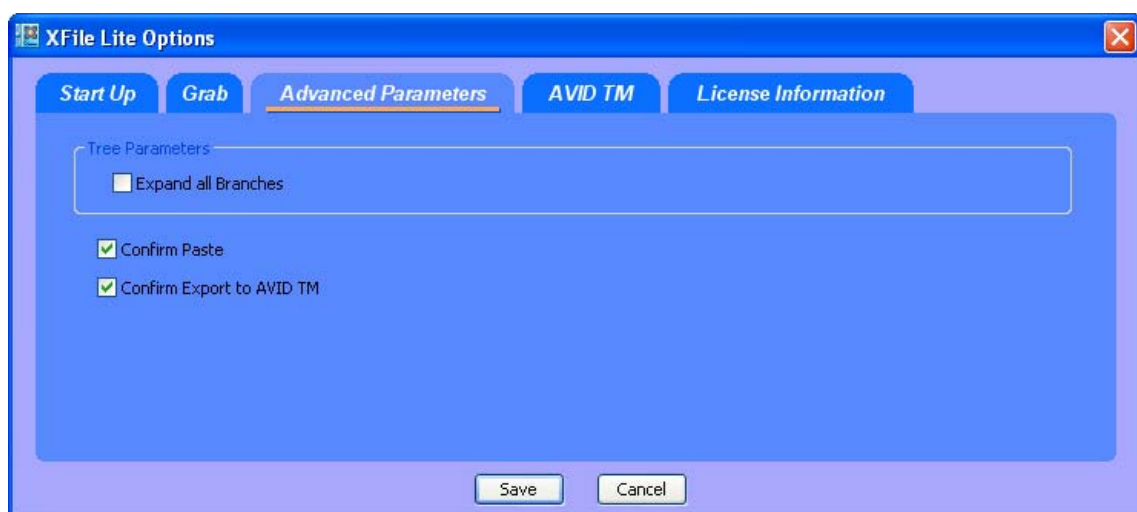 XFile Lite Options
Start Up Grab Advanced Parameters AVID TM License Information
Tree Parameters
Expand all Branches
Confirm Paste
Confirm Export to AVID TM
Save Cancel